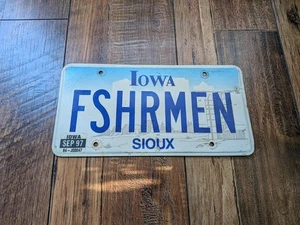 IOWA
FSHRMEN
IOWA
SEP 97
SIOUX